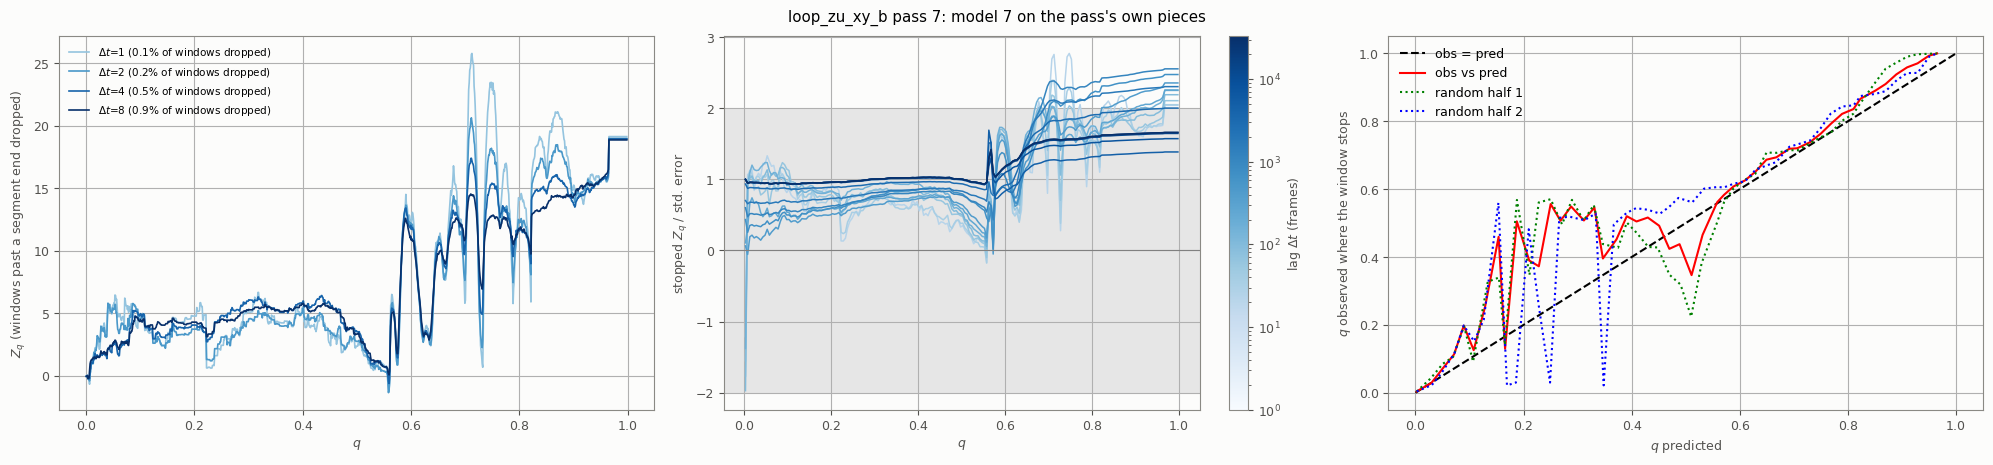 loop_zu_xy_b pass 7: model 7 on the pass's own pieces
Z_q (windows past a segment end dropped)
25
20
15
10
5
0
Δt=1 (0.1% of windows dropped)
Δt=2 (0.2% of windows dropped)
Δt=4 (0.5% of windows dropped)
Δt=8 (0.9% of windows dropped)
0.0 0.2 0.4 0.6 0.8 1.0
q
stopped Z_q / std. error
3
2
1
0
−1
−2
0.0 0.2 0.4 0.6 0.8 1.0
q
10^4
10^3
10^2
10^1
10^0
lag Δt (frames)
q observed where the window stops
1.0
0.8
0.6
0.4
0.2
0.0
obs = pred
obs vs pred
random half 1
random half 2
0.0 0.2 0.4 0.6 0.8 1.0
q predicted